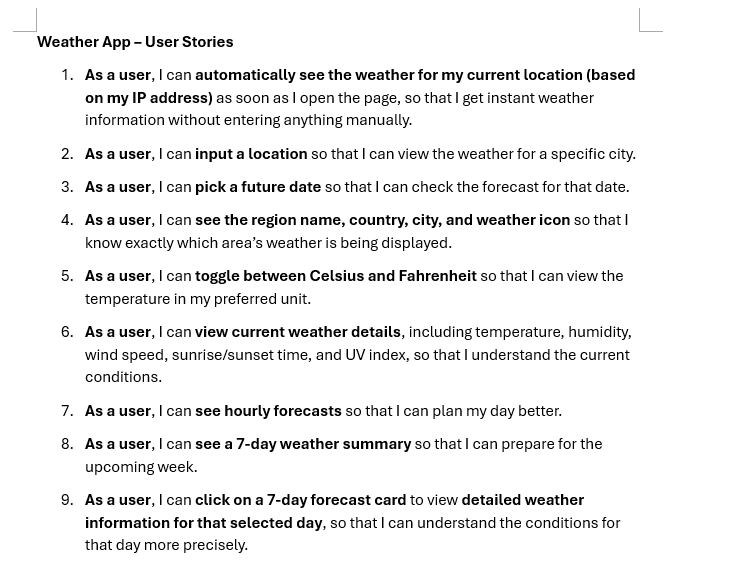 Weather App – User Stories
1. As a user, I can automatically see the weather for my current location (based
on my IP address) as soon as I open the page, so that I get instant weather
information without entering anything manually.
2. As a user, I can input a location so that I can view the weather for a specific city.
3. As a user, I can pick a future date so that I can check the forecast for that date.
4. As a user, I can see the region name, country, city, and weather icon so that I
know exactly which area’s weather is being displayed.
5. As a user, I can toggle between Celsius and Fahrenheit so that I can view the
temperature in my preferred unit.
6. As a user, I can view current weather details, including temperature, humidity,
wind speed, sunrise/sunset time, and UV index, so that I understand the current
conditions.
7. As a user, I can see hourly forecasts so that I can plan my day better.
8. As a user, I can see a 7-day weather summary so that I can prepare for the
upcoming week.
9. As a user, I can click on a 7-day forecast card to view detailed weather
information for that selected day, so that I can understand the conditions for
that day more precisely.